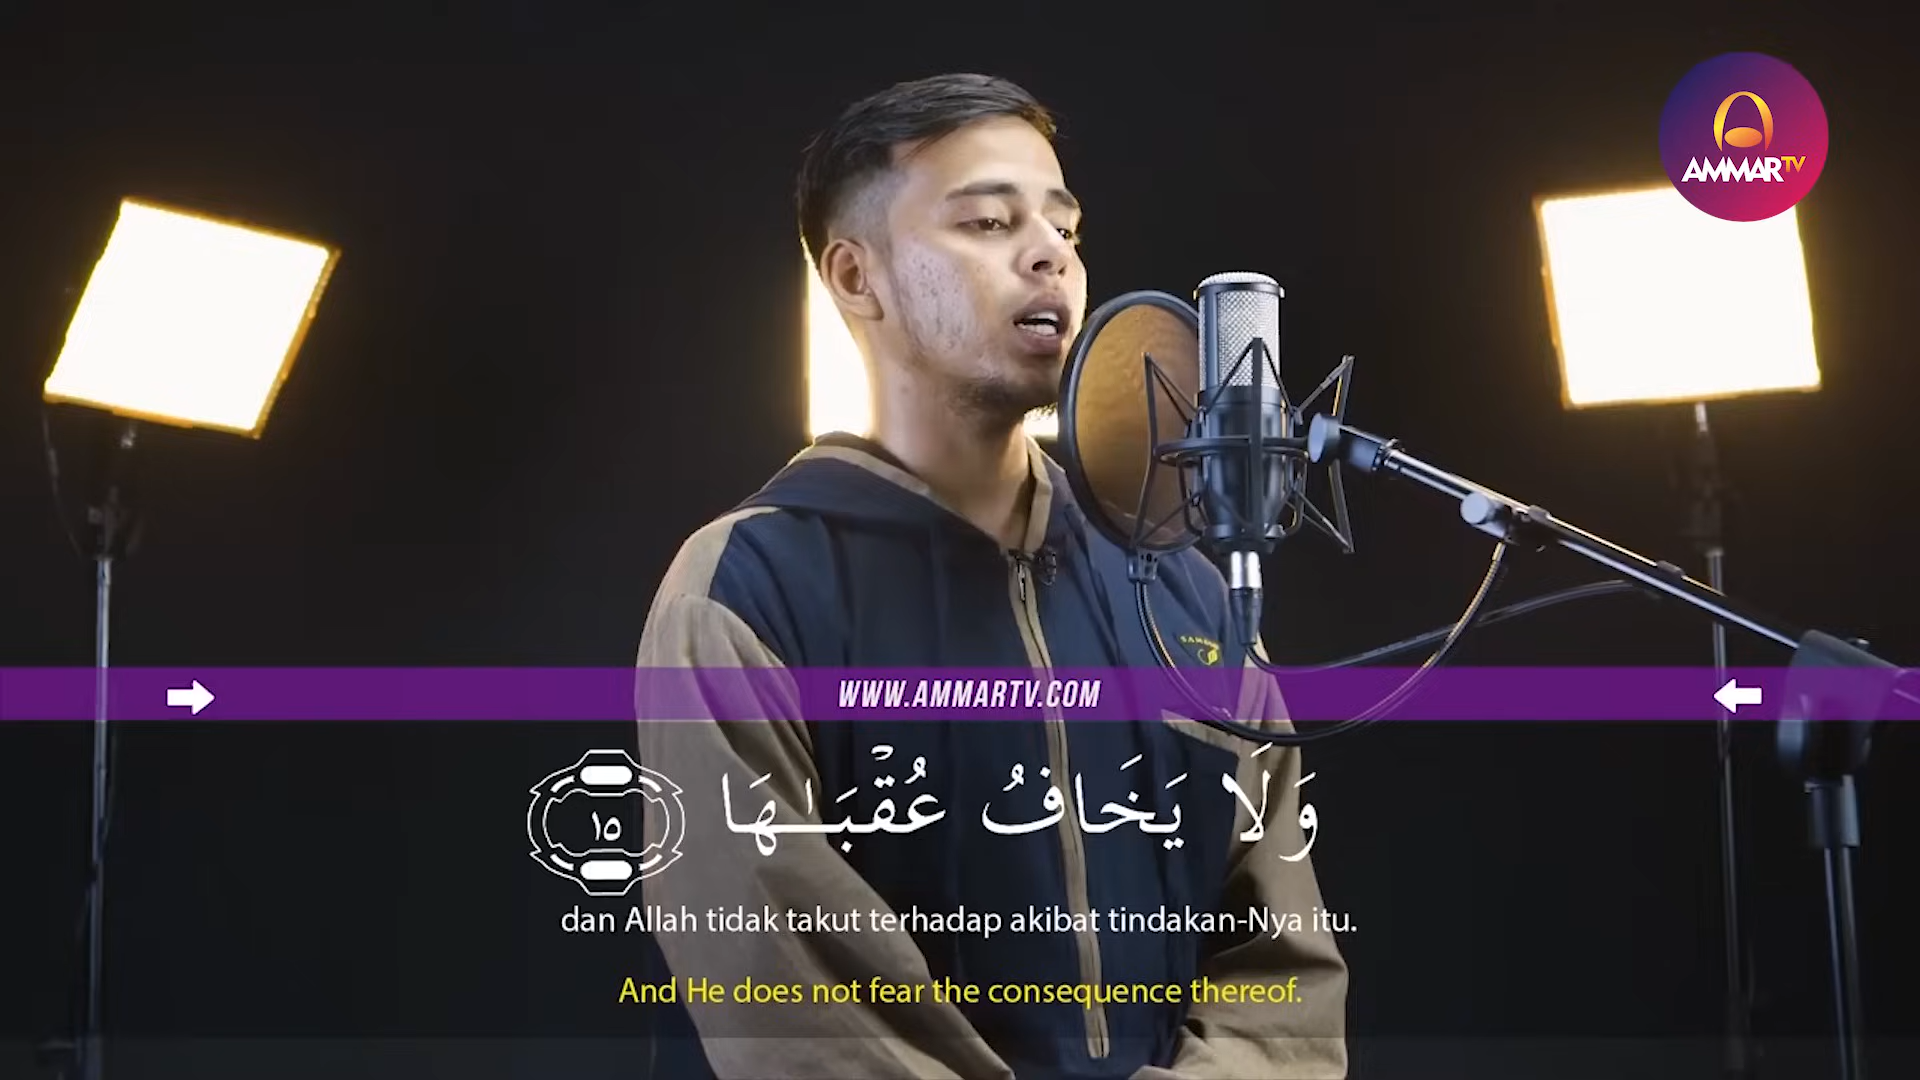 AMMARTV
WWW.AMMARTV.COM
وَلَا يَخَافُ عُقْبَـٰهَا ١٥
dan Allah tidak takut terhadap akibat tindakan-Nya itu.
And He does not fear the consequence thereof.